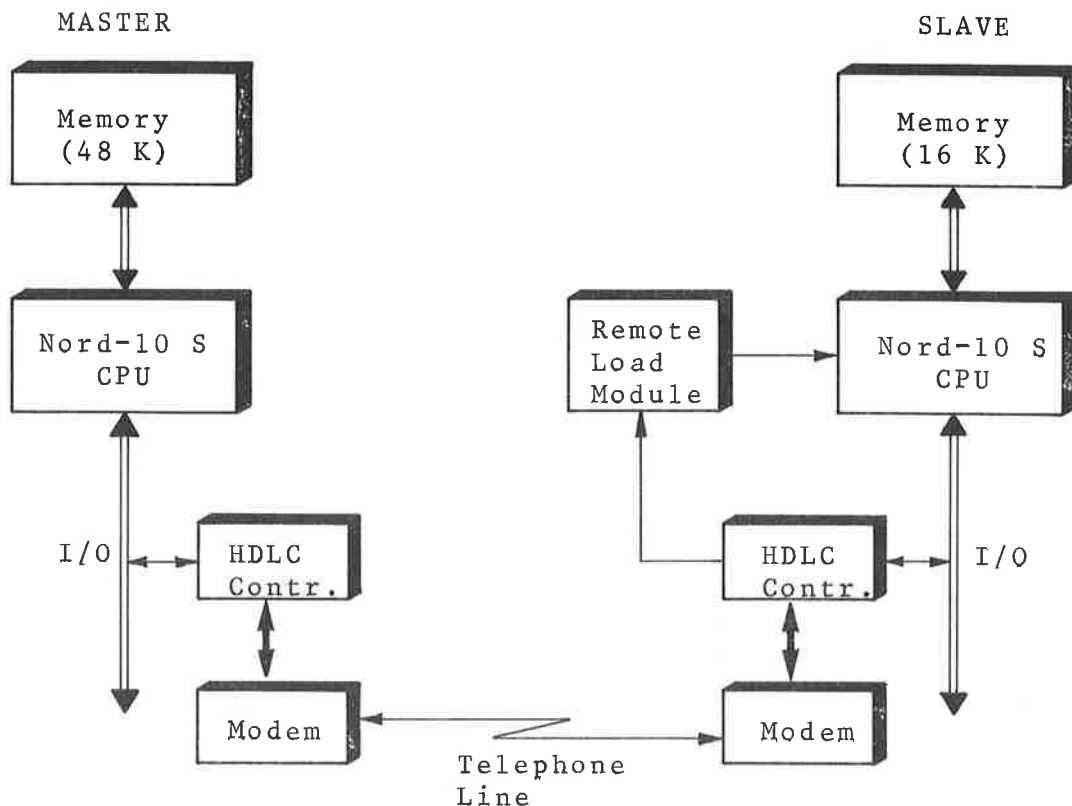 MASTER
SLAVE
Memory
(48 K)
Memory
(16 K)
Nord-10 S
CPU
Remote
Load
Module
Nord-10 S
CPU
I/O
HDLC
Contr.
HDLC
Contr.
I/O
Modem
Modem
Telephone
Line